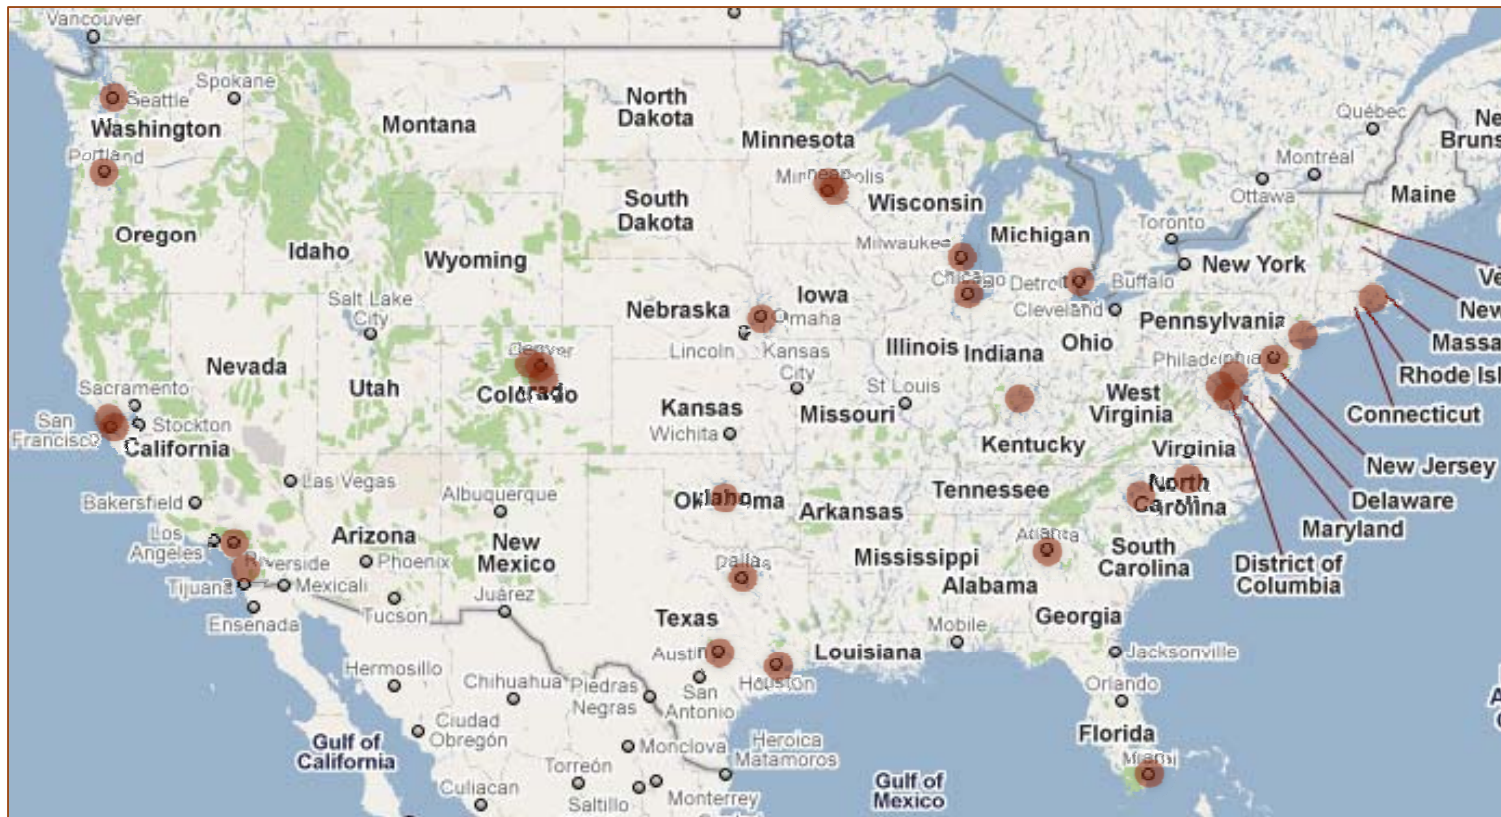 Vancouver
Seattle
Spokane
Washington
Portland
Montana
North
Dakota
Minnesota
Minneapolis
Québec
Montréal
Ottawa
Maine
Oregon
Idaho
Wyoming
South
Dakota
Wisconsin
Milwaukee
Michigan
Toronto
New York
Salt Lake
City
Nebraska
Iowa
Omaha
Chicago
Detroit
Buffalo
Cleveland
Pennsylvania
Nevada
Utah
Denver
Colorado
Lincoln
Kansas
City
Illinois
Indiana
Ohio
Philadelphia
Rhode Isl
Massa
New
Ve
Ne
Bruns
Sacramento
San
Francisco
Stockton
California
Kansas
Wichita
Missouri
St Louis
West
Virginia
Connecticut
Kentucky
Virginia
New Jersey
Delaware
Maryland
District of
Columbia
Bakersfield
Las Vegas
Albuquerque
Oklahoma
Arkansas
Tennessee
North
Carolina
Los
Angeles
Riverside
Arizona
Phoenix
New
Mexico
Dallas
Mississippi
Alabama
Atlanta
South
Carolina
Tijuana
Mexicali
Tucson
Juárez
Ensenada
Texas
Georgia
Hermosillo
Chihuahua
Piedras
Negras
Austin
San
Antonio
Houston
Louisiana
Mobile
Jacksonville
Orlando
Gulf of
California
Ciudad
Obregón
Monclova
Heroica
Matamoros
Florida
Miami
Culiacan
Torreón
Saltillo
Monterrey
Gulf of
Mexico